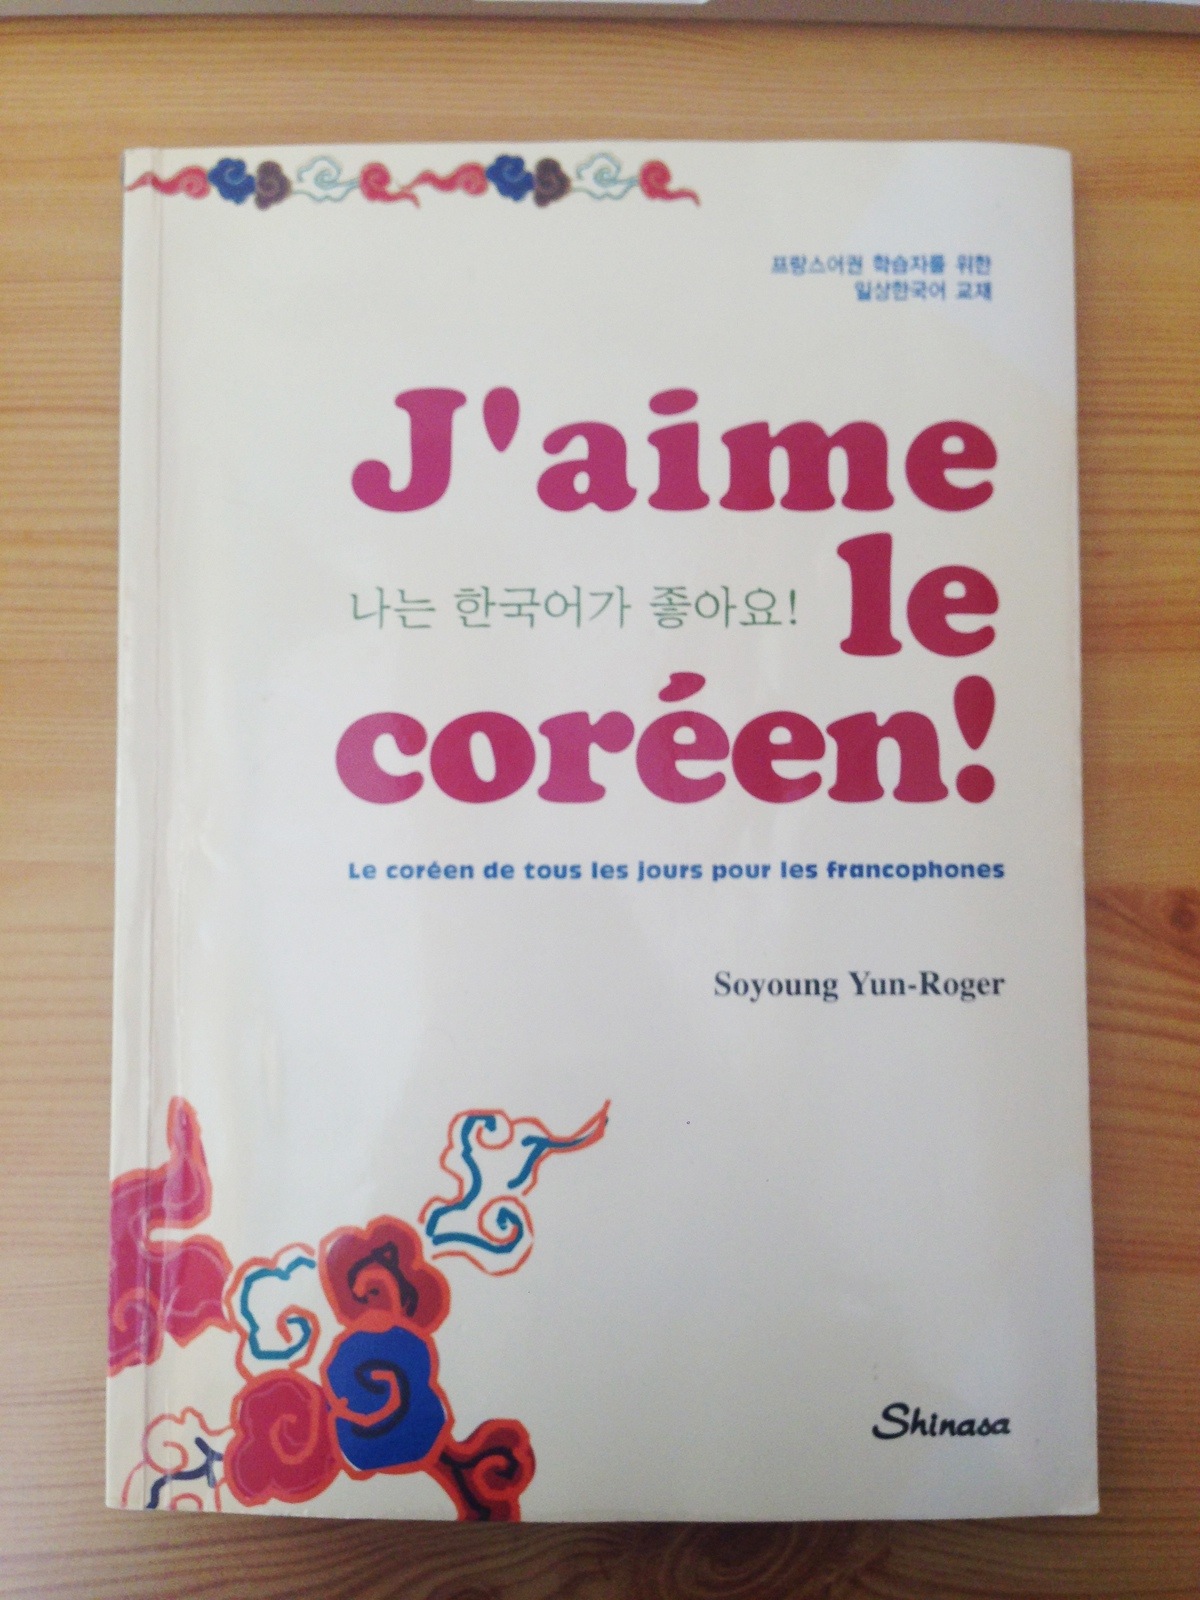 프랑스어권 학습자를 위한
일상한국어 교재
J'aime
le
나는 한국어가 좋아요!
coréen!
Le coréen de tous les jours pour les francophones
Soyoung Yun-Roger
Shinasa